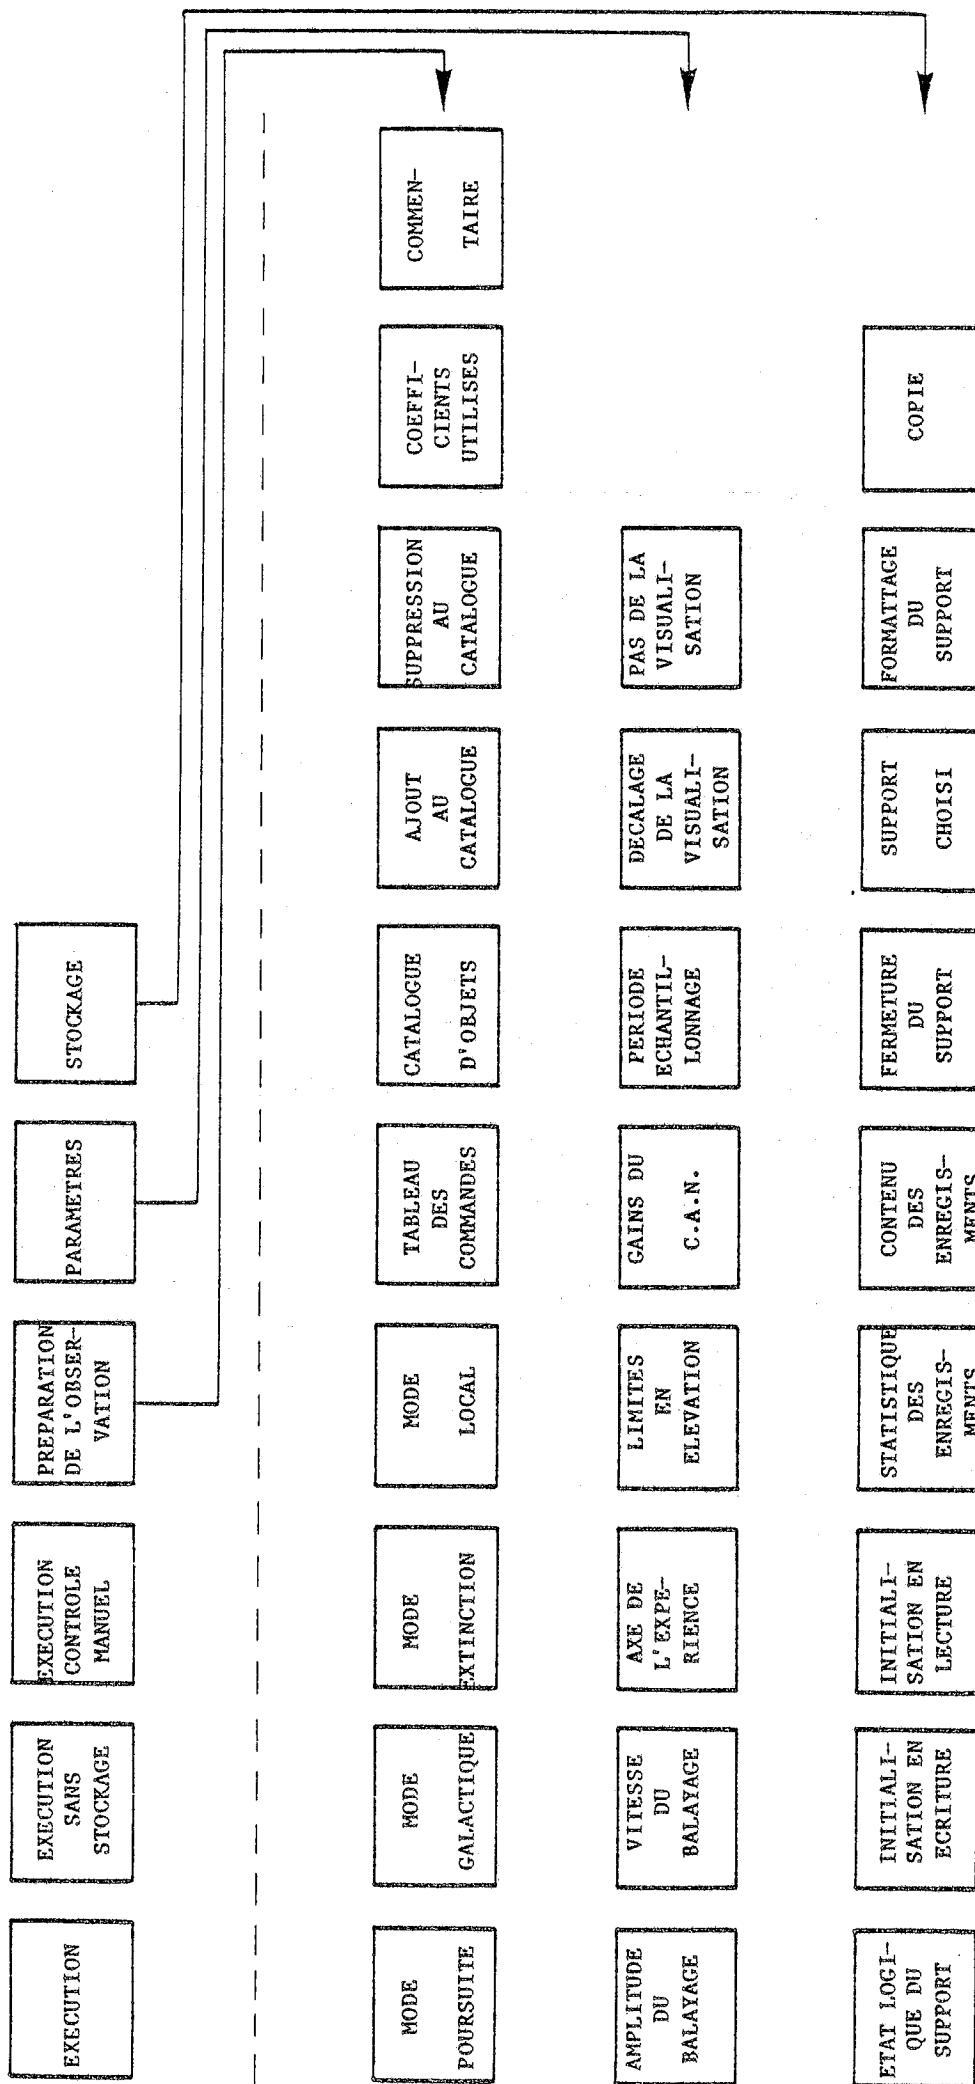 EXECUTION
EXECUTION
SANS
STOCKAGE
EXECUTION
CONTROLE
MANUEL
PREPARATION
DE L'OBSER-
VATION
PARAMETRES
STOCKAGE
MODE
POURSUITE
MODE
GALACTIQUE
MODE
EXTINCTION
MODE
LOCAL
TABLEAU
DES
COMMANDES
CATALOGUE
D'OBJETS
AJOUT
AU
CATALOGUE
SUPPRESSION
AU
CATALOGUE
COEFFI-
CIENTS
UTILISES
COMMEN-
TAIRE
AMPLITUDE
DU
BALAYAGE
VITESSE
DU
BALAYAGE
AXE DE
L'EXPE-
RIENCE
LIMITES
EN
ELEVATION
GAINS DU
C.A.N.
PERIODE
ECHANTIL-
LONNAGE
DECALAGE
DE LA
VISUALI-
SATION
PAS DE LA
VISUALI-
SATION
ETAT LOGI-
QUE DU
SUPPORT
INITIALI-
SATION EN
ECRITURE
INITIALI-
SATION EN
LECTURE
STATISTIQUE
DES
ENREGIS-
MENTS
CONTENU
DES
ENREGIS-
MENTS
FERMETURE
DU
SUPPORT
SUPPORT
CHOISI
FORMATTAGE
DU
SUPPORT
COPIE